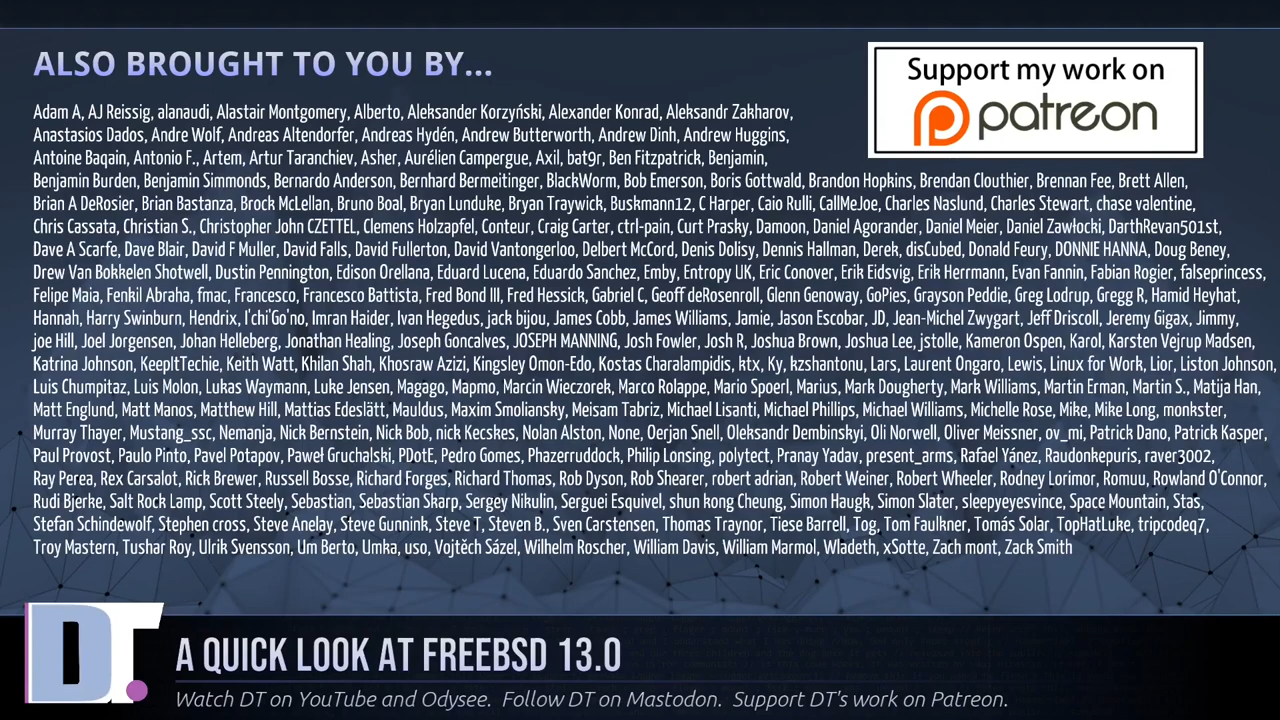 ALSO BROUGHT TO YOU BY...
Support my work on
patreon
Adam A, AJ Reissig, alanaudi, Alastair Montgomery, Alberto, Aleksander Korzyński, Alexander Konrad, Aleksandr Zakharov,
Anastasios Dados, Andre Wolf, Andreas Altendorfer, Andreas Hydén, Andrew Butterworth, Andrew Dinh, Andrew Huggins,
Antoine Baqain, Antonio F., Artem, Artur Taranchiev, Asher, Aurélien Campergue, Axil, bat9r, Ben Fitzpatrick, Benjamin,
Benjamin Burden, Benjamin Simmonds, Bernardo Anderson, Bernhard Bermeitinger, BlackWorm, Bob Emerson, Boris Gottwald, Brandon Hopkins, Brendan Clouthier, Brennan Fee, Brett Allen,
Brian A DeRosier, Brian Bastanza, Brock McLellan, Bruno Boal, Bryan Lunduke, Bryan Traywick, Buskmann12, C Harper, Caio Rulli, CallMeJoe, Charles Naslund, Charles Stewart, chase valentine,
Chris Cassata, Christian S., Christopher John CZETTEL, Clemens Holzapfel, Conteur, Craig Carter, ctrl-pain, Curt Prasky, Damoon, Daniel Agorander, Daniel Meier, Daniel Zawłocki, DarthRevan501st,
Dave A Scarfe, Dave Blair, David F Muller, David Falls, David Fullerton, David Vantongerloo, Delbert McCord, Denis Dolisy, Dennis Hallman, Derek, disCubed, Donald Feury, DONNIE HANNA, Doug Beney,
Drew Van Bokkelen Shotwell, Dustin Pennington, Edison Orellana, Eduard Lucena, Eduardo Sanchez, Emby, Entropy UK, Eric Conover, Erik Eidsvig, Erik Herrmann, Evan Fannin, Fabian Rogier, falseprincess,
Felipe Maia, Fenkil Abraha, fmac, Francesco, Francesco Battista, Fred Bond III, Fred Hessick, Gabriel C, Geoff deRosenroll, Glenn Genoway, GoPies, Grayson Peddie, Greg Lodrup, Gregg R, Hamid Heyhat,
Hannah, Harry Swinburn, Hendrix, I'chi'Go'no, Imran Haider, Ivan Hegedus, jack bijou, James Cobb, James Williams, Jamie, Jason Escobar, JD, Jean-Michel Zwygart, Jeff Driscoll, Jeremy Gigax, Jimmy,
joe Hill, Joel Jorgensen, Johan Helleberg, Jonathan Healing, Joseph Goncalves, JOSEPH MANNING, Josh Fowler, Josh R, Joshua Brown, Joshua Lee, jstolle, Kameron Ospen, Karol, Karsten Vejrup Madsen,
Katrina Johnson, KeepItTechie, Keith Watt, Khilan Shah, Khosraw Azizi, Kingsley Omon-Edo, Kostas Charalampidis, ktx, Ky, kzshantonu, Lars, Laurent Ongaro, Lewis, Linux for Work, Lior, Liston Johnson,
Luis Chumpitaz, Luis Molon, Lukas Waymann, Luke Jensen, Magago, Mapmo, Marcin Wieczorek, Marco Rolappe, Mario Spoerl, Marius, Mark Dougherty, Mark Williams, Martin Erman, Martin S., Matija Han,
Matt Englund, Matt Manos, Matthew Hill, Mattias Edeslätt, Mauldus, Maxim Smoliansky, Meisam Tabriz, Michael Lisanti, Michael Phillips, Michael Williams, Michelle Rose, Mike, Mike Long, monkster,
Murray Thayer, Mustang_ssc, Nemanja, Nick Bernstein, Nick Bob, nick Kecskes, Nolan Alston, None, Oerjan Snell, Oleksandr Dembinskyi, Oli Norwell, Oliver Meissner, ov_mi, Patrick Dano, Patrick Kasper,
Paul Provost, Paulo Pinto, Pavel Potapov, Paweł Gruchalski, PDotE, Pedro Gomes, Phazerruddock, Philip Lonsing, polytect, Pranay Yadav, present_arms, Rafael Yánez, Raudonkepuris, raver3002,
Ray Perea, Rex Carsalot, Rick Brewer, Russell Bosse, Richard Forges, Richard Thomas, Rob Dyson, Rob Shearer, robert adrian, Robert Weiner, Robert Wheeler, Rodney Lorimor, Romuu, Rowland O'Connor,
Rudi Bjerke, Salt Rock Lamp, Scott Steely, Sebastian, Sebastian Skarp, Sergey Nikulin, Serguei Esquivel, shun kong Cheung, Simon Haugk, Simon Slater, sleepyeyesvince, Space Mountain, Stas,
Stefan Schindewolf, Stephen cross, Steve Anelay, Steve Gunnink, Steve T, Steven B., Sven Carstensen, Thomas Traynor, Tiese Barrell, Tog, Tom Faulkner, Tomás Solar, TopHatLuke, tripcodeq7,
Troy Mastern, Tushar Roy, Ulrik Svensson, Um Berto, Umka, uso, Vojtěch Sázel, Wilhelm Roscher, William Davis, William Marmol, Wladeth, xSotte, Zach mont, Zack Smith
DT.
A QUICK LOOK AT FREEBSD 13.0
Watch DT on YouTube and Odysee. Follow DT on Mastodon. Support DT's work on Patreon.